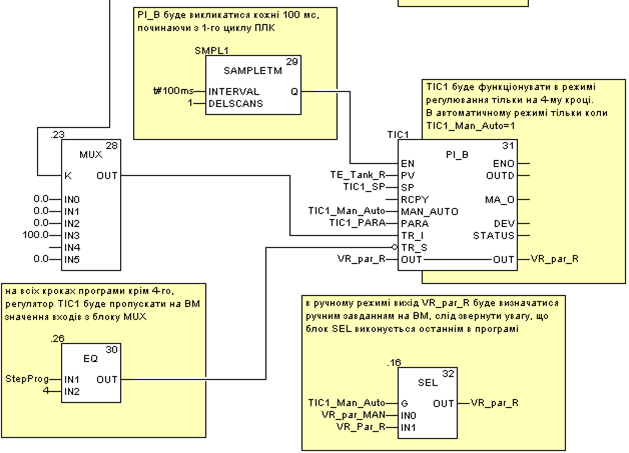 PI_B буде викликатися кожні 100 мс,
починаючи з 1-го циклу ПЛК
SMPL1
29
SAMPLETM
t#100ms INTERVAL Q
1 DELSCANS
TIC1 буде функціонувати в режимі
регулювання тільки на 4-му кроці.
В автоматичному режимі тільки коли
TIC1_Man_Auto=1
.23
28
MUX
K OUT
0.0 IN0
0.0 IN1
0.0 IN2
100.0 IN3
IN4
0.0 IN5
TIC1
31
PI_B
EN ENO
TE_Tank_R PV OUTD
TIC1_SP SP
RCPY MA_O
TIC1_Man_Auto MAN_AUTO
TIC1_PARA PARA DEV
TR_I STATUS
TR_S
VR_par_R OUT OUT VR_par_R
на всіх кроках програми крім 4-го,
регулятор TIC1 буде пропускати на ВМ
значення входів з блоку MUX
.26
30
EQ
StepProg IN1 OUT
4 IN2
в ручному режимі вихід VR_par_R буде визначатися
ручним завданням на ВМ, слід звернути увагу, що
блок SEL виконується останнім в програмі
.16
32
SEL
TIC1_Man_Auto G OUT VR_par_R
VR_par_MAN IN0
VR_Par_R IN1